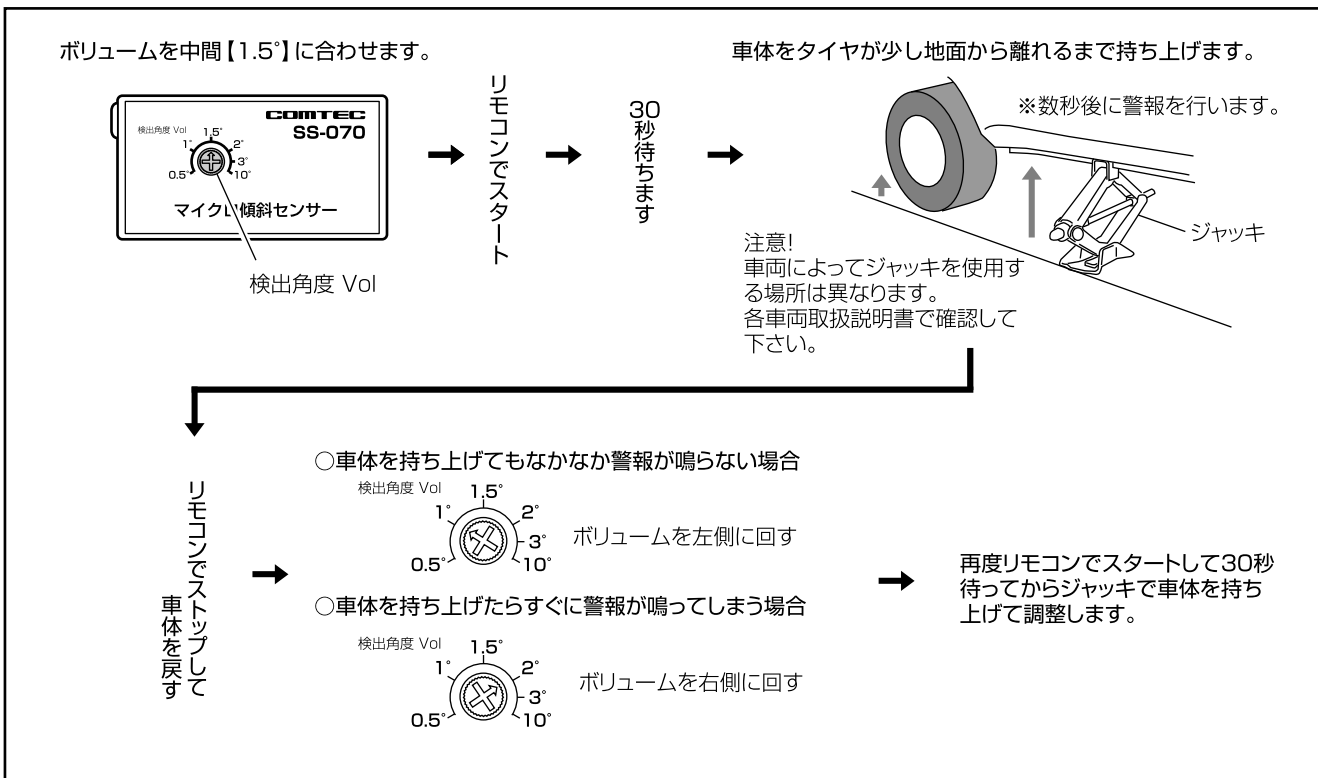 ボリュームを中間【1.5°】に合わせます。
検出角度 Vol
0.5°
1°
1.5°
2°
3°
10°
COMTEC
SS-070
マイクロ傾斜センサー
検出角度 Vol
リモコンでスタート
30秒待ちます
車体をタイヤが少し地面から離れるまで持ち上げます。
※数秒後に警報を行います。
ジャッキ
注意!
車両によってジャッキを使用す
る場所は異なります。
各車両取扱説明書で確認して
下さい。
リモコンでストップして
車体を戻す
○車体を持ち上げてもなかなか警報が鳴らない場合
検出角度 Vol
0.5°
1°
1.5°
2°
3°
10°
ボリュームを左側に回す
○車体を持ち上げたらすぐに警報が鳴ってしまう場合
検出角度 Vol
0.5°
1°
1.5°
2°
3°
10°
ボリュームを右側に回す
再度リモコンでスタートして30秒
待ってからジャッキで車体を持ち
上げて調整します。